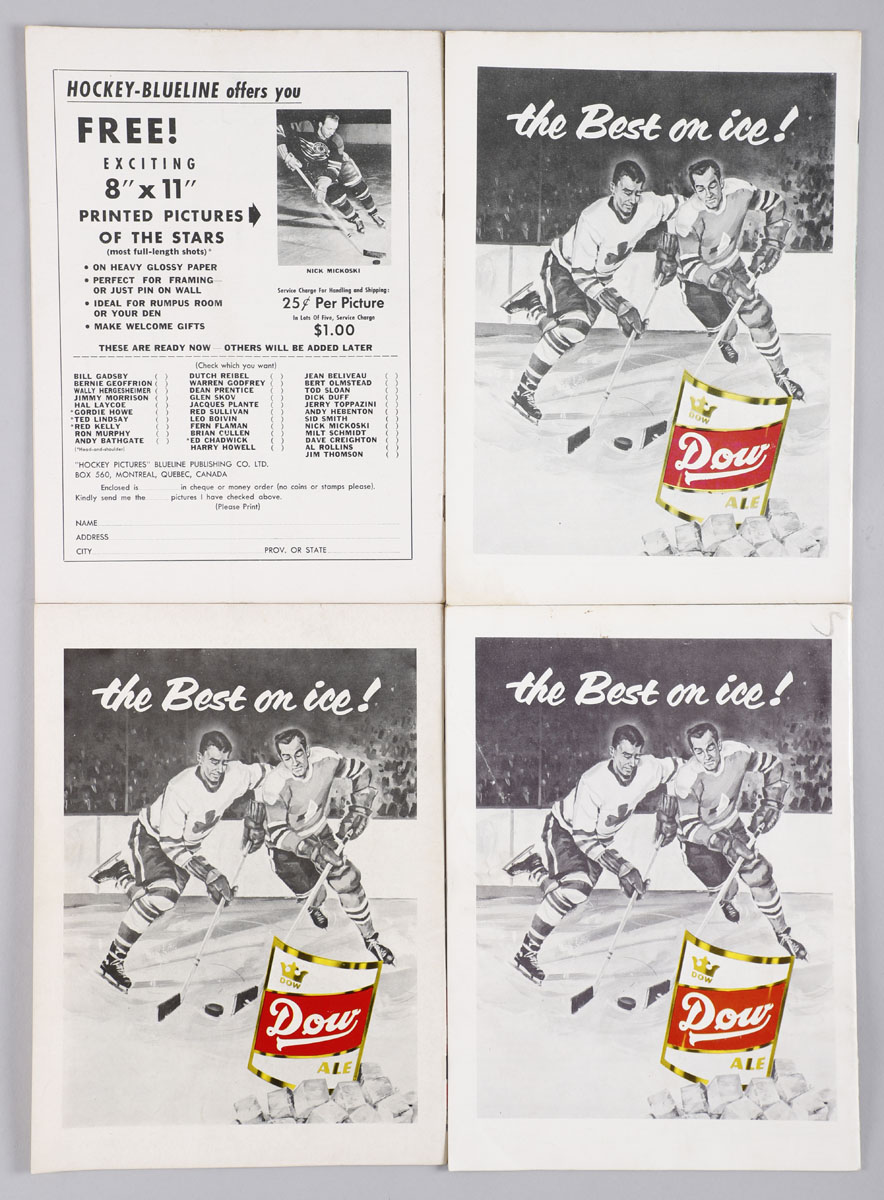 HOCKEY-BLUELINE offers you
FREE!
EXCITING
8" x 11"
PRINTED PICTURES
OF THE STARS
(most full-length shots)*
• ON HEAVY GLOSSY PAPER
• PERFECT FOR FRAMING
OR JUST PIN ON WALL
• IDEAL FOR RUMPUS ROOM
OR YOUR DEN
• MAKE WELCOME GIFTS
NICK MICKOSKI
Service Charge For Handling and Shipping:
25¢ Per Picture
In Lots Of Five, Service Charge
$1.00
THESE ARE READY NOW — OTHERS WILL BE ADDED LATER
(Check which you want)
BILL GADSBY ( )
BERNIE GEOFFRION ( )
WALLY HERGESHEIMER ( )
JIMMY MORRISON ( )
HAL LAYCOE ( )
*GORDIE HOWE ( )
*TED LINDSAY ( )
*RED KELLY ( )
RON MURPHY ( )
ANDY BATHGATE ( )
(*Head-and-shoulder)
DUTCH REIBEL ( )
WARREN GODFREY ( )
DEAN PRENTICE ( )
GLEN SKOV ( )
JACQUES PLANTE ( )
RED SULLIVAN ( )
LEO BOIVIN ( )
FERN FLAMAN ( )
BRIAN CULLEN ( )
*ED CHADWICK ( )
HARRY HOWELL ( )
JEAN BELIVEAU ( )
BERT OLMSTEAD ( )
TOD SLOAN ( )
DICK DUFF ( )
JERRY TOPPAZINI ( )
ANDY HEBENTON ( )
SID SMITH ( )
NICK MICKOSKI ( )
MILT SCHMIDT ( )
DAVE CREIGHTON ( )
AL ROLLINS ( )
JIM THOMSON ( )
"HOCKEY PICTURES" BLUELINE PUBLISHING CO. LTD.
BOX 560, MONTREAL, QUEBEC, CANADA
Enclosed is in cheque or money order (no coins or stamps please).
Kindly send me the pictures I have checked above.
(Please Print)
NAME
ADDRESS
CITY PROV. OR STATE
the Best on ice!
DOW
Dow
ALE
the Best on ice!
DOW
Dow
ALE
the Best on ice!
DOW
Dow
ALE